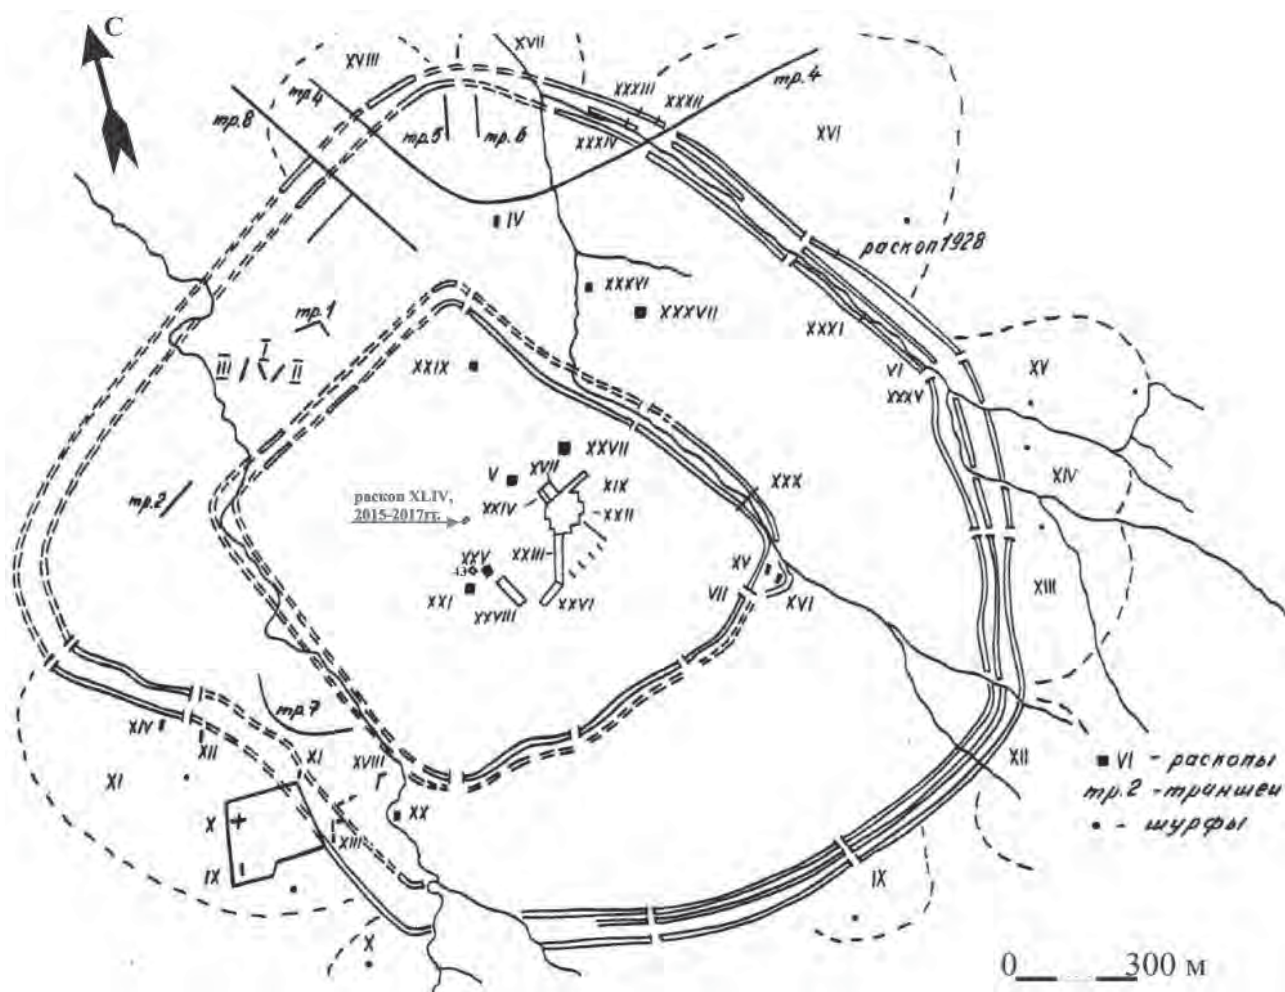 С
XVIII
XVII
тр.4
тр.4
XXXIII
XXXII
тр.8
тр.5
тр.6
XXXIV
XVI
IV
раскоп 1928
XXXVI
XXXVII
тр.1
XXXI
I
III
II
XXIX
VI
XV
XXXV
XXVII
V
XVII
XIX
XXX
XIV
тр.2
раскоп XLIV,
2015-2017гг.
XXIV
XXII
XXIII
XXV
43
XV
XXI
VII
XVI
XIII
XXVIII
XXVI
тр.7
XIV
XII
XI
XVIII
XII
XI
Г
VI - раскопы
XX
тр.2 - траншеи
X
XIII
- шурфы
IX
IX
X
0 300 м